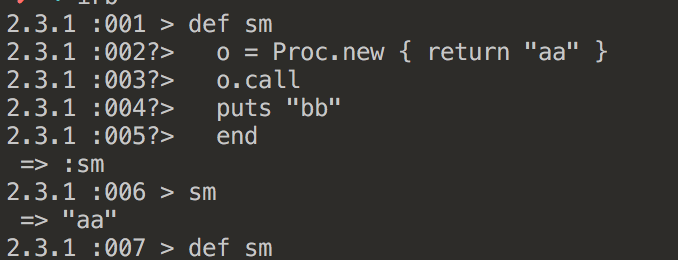 irb
2.3.1 :001 > def sm
2.3.1 :002?>   o = Proc.new { return "aa" }
2.3.1 :003?>   o.call
2.3.1 :004?>   puts "bb"
2.3.1 :005?>   end
 => :sm
2.3.1 :006 > sm
 => "aa"
2.3.1 :007 > def sm